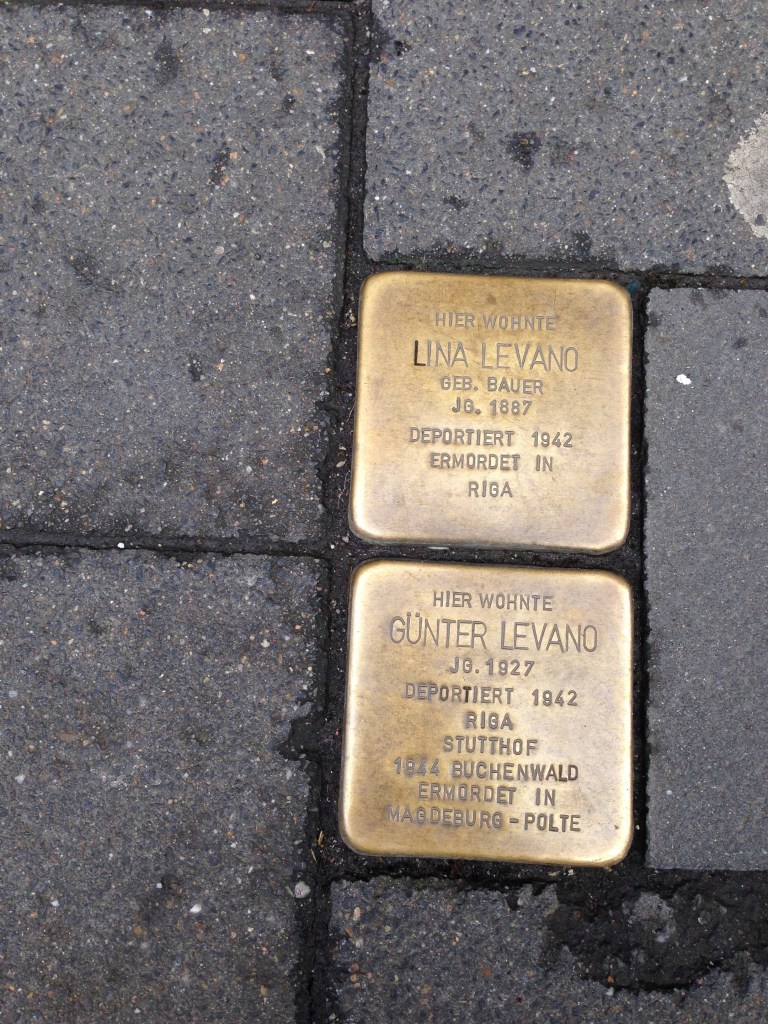 HIER WOHNTE
LINA LEVANO
GEB. BAUER
JG. 1887
DEPORTIERT 1942
ERMORDET IN
RIGA
HIER WOHNTE
GÜNTER LEVANO
JG. 1927
DEPORTIERT 1942
RIGA
STUTTHOF
1944 BUCHENWALD
ERMORDET IN
MAGDEBURG-POLTE